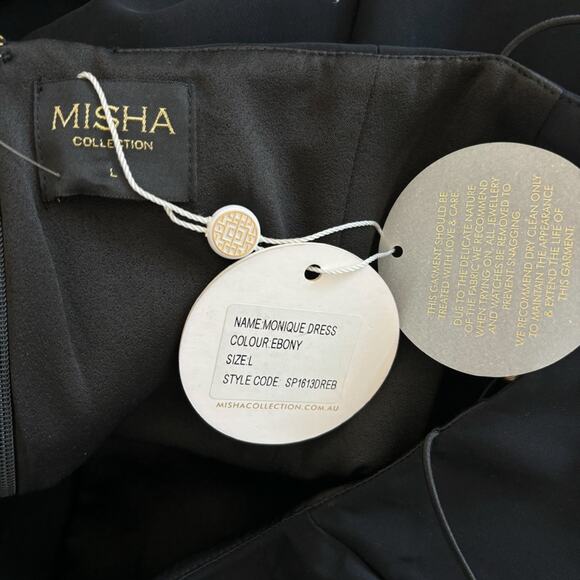 MISHA
COLLECTION
L
NAME:MONIQUE DRESS
COLOUR:EBONY
SIZE:L
STYLE CODE: SP1613DREB
MISHACOLLECTION.COM.AU
THIS GARMENT SHOULD BE
TREATED WITH LOVE & CARE.
DUE TO THE DELICATE NATURE
OF THE FABRIC WE RECOMMEND
WHEN TRYING ON, ALL JEWELLERY
AND WATCHES BE REMOVED TO
PREVENT SNAGGING.
WE RECOMMEND DRY CLEAN ONLY
TO MAINTAIN THE APPEARANCE
& EXTEND THE LIFE OF
THIS GARMENT.